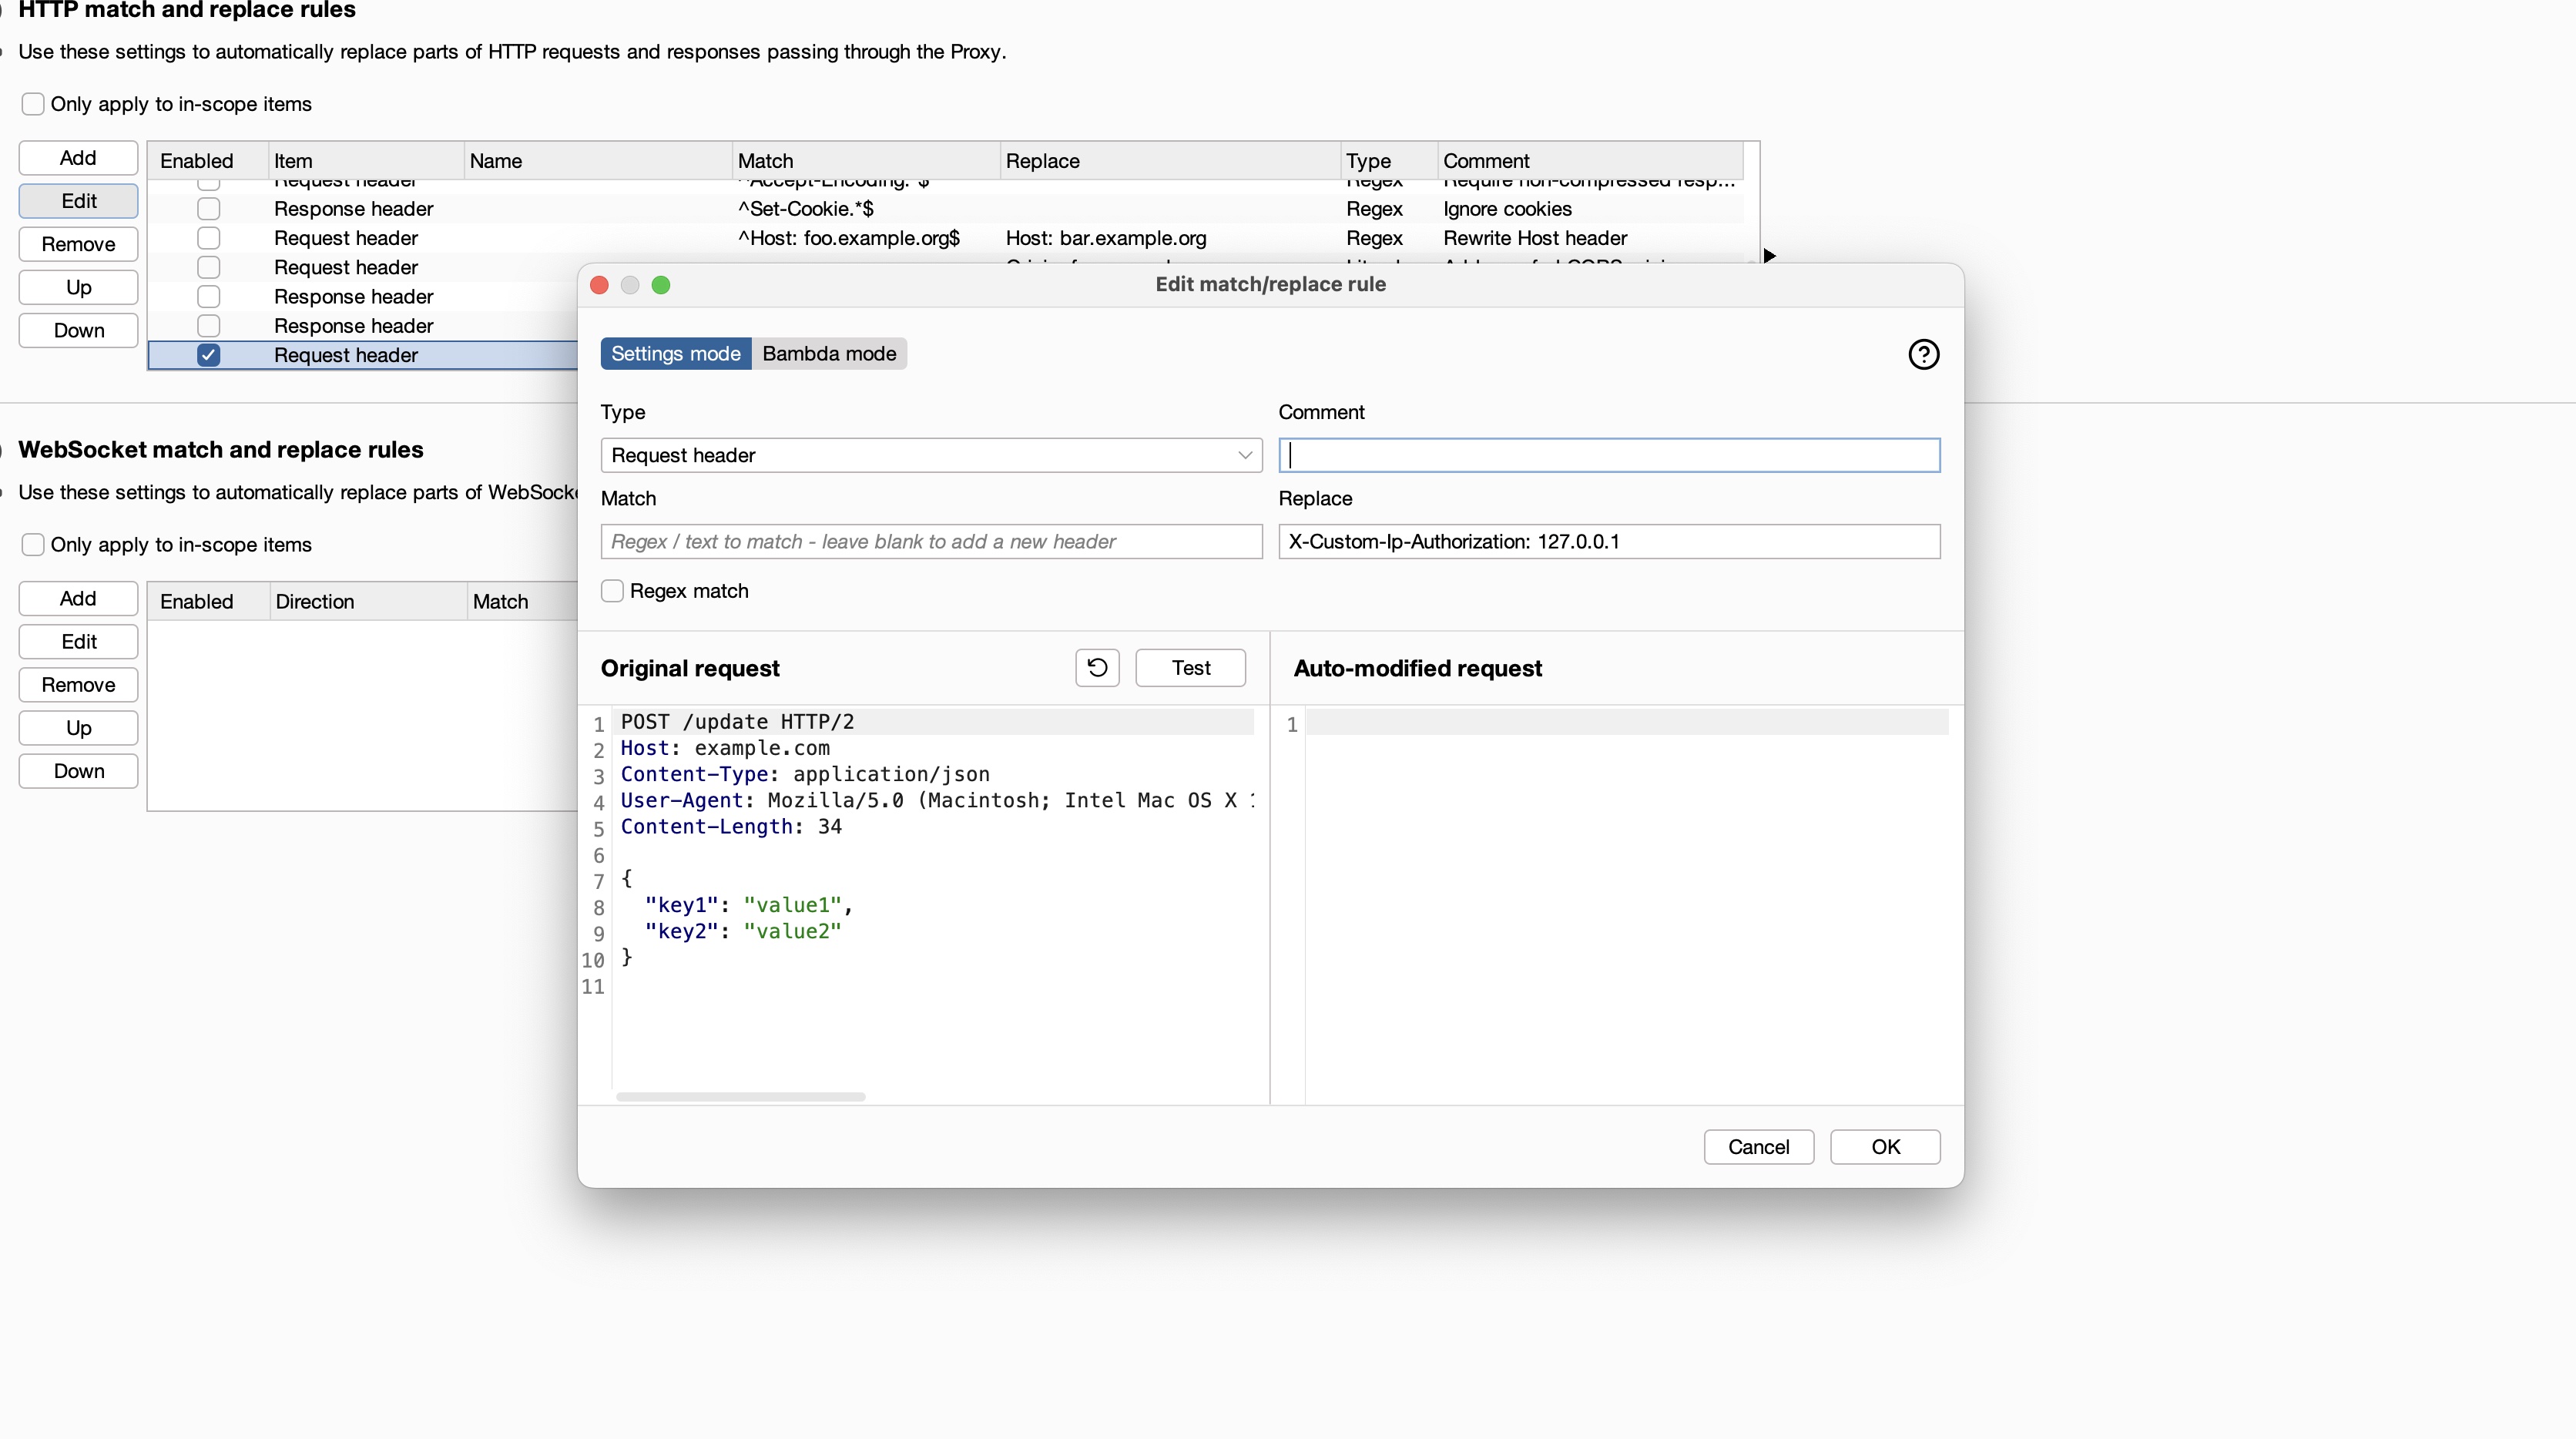 HTTP match and replace rules
Use these settings to automatically replace parts of HTTP requests and responses passing through the Proxy.
Only apply to in-scope items
Add
Edit
Remove
Up
Down
Enabled Item Name Match Replace Type Comment
Request header ^Accept-Encoding.*$ Regex Require non-compressed resp...
Response header ^Set-Cookie.*$ Regex Ignore cookies
Request header ^Host: foo.example.org$ Host: bar.example.org Regex Rewrite Host header
Request header
Response header
Response header
Request header
WebSocket match and replace rules
Use these settings to automatically replace parts of
Only apply to in-scope items
Add
Edit
Remove
Up
Down
Enabled Direction Match
Edit match/replace rule
Settings mode Bambda mode
?
Type Comment
Request header
Match Replace
Regex / text to match - leave blank to add a new header X-Custom-Ip-Authorization: 127.0.0.1
Regex match
Original request Test Auto-modified request
1 POST /update HTTP/2 1
2 Host: example.com
3 Content-Type: application/json
4 User-Agent: Mozilla/5.0 (Macintosh; Intel Mac OS X
5 Content-Length: 34
6
7 {
8 "key1": "value1",
9 "key2": "value2"
10 }
11
Cancel OK